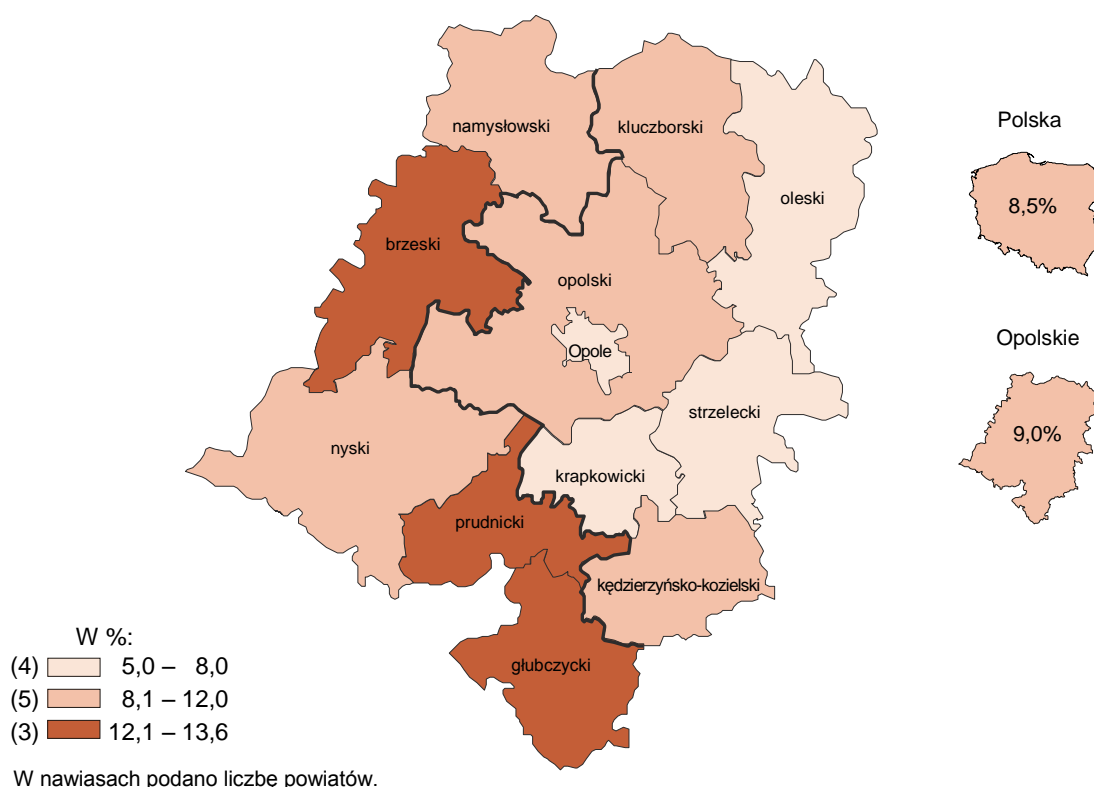 namysłowski
kluczborski
oleski
brzeski
opolski
Opole
strzelecki
nyski
krapkowicki
prudnicki
kędzierzyńsko-kozielski
głubczycki
Polska
8,5%
Opolskie
9,0%
W %:
(4) 5,0 – 8,0
(5) 8,1 – 12,0
(3) 12,1 – 13,6
W nawiasach podano liczbę powiatów.